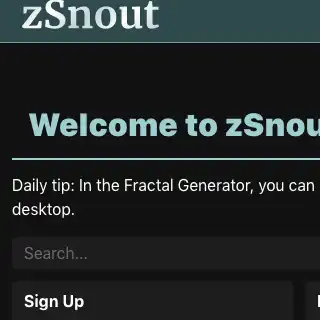 zSnout
Welcome to zSnou
Daily tip: In the Fractal Generator, you can
desktop.
Search...
Sign Up